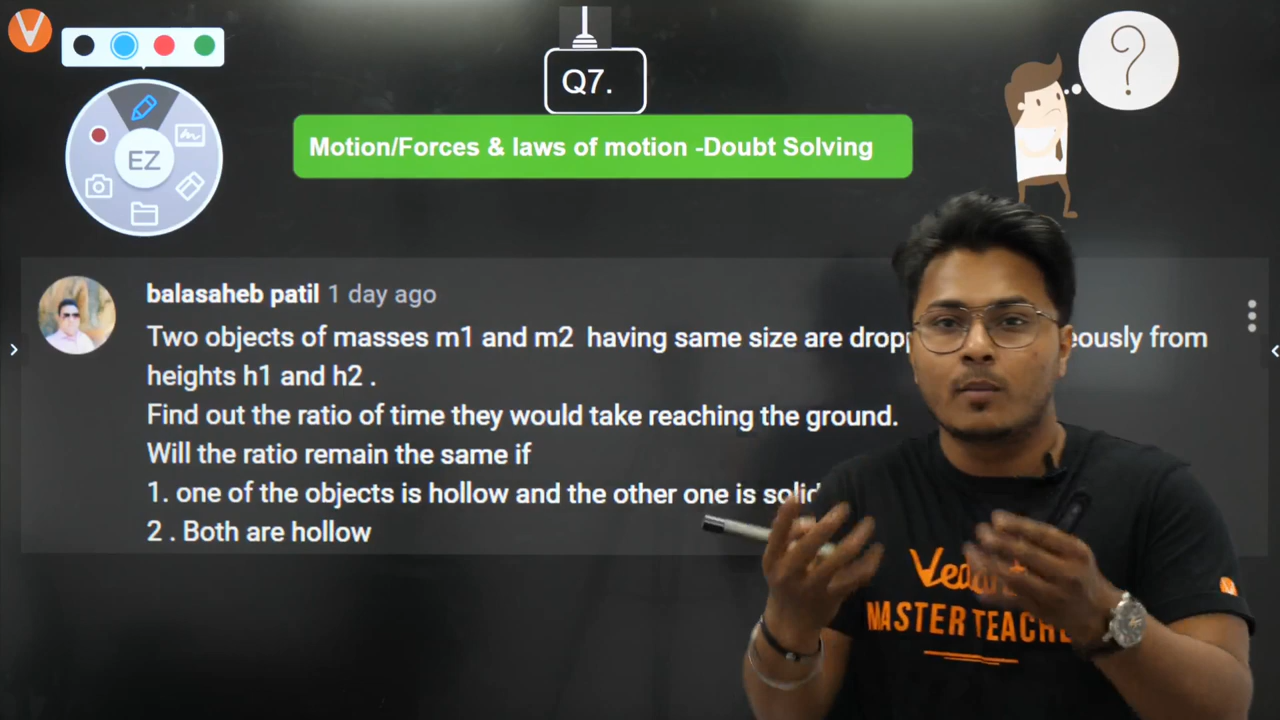 Q7.
EZ
Motion/Forces & laws of motion -Doubt Solving
?
balasaheb patil 1 day ago
Two objects of masses m1 and m2 having same size are from
heights h1 and h2 .
Find out the ratio of time they would take reaching the ground.
Will the ratio remain the same if
1. one of the objects is hollow and the other one is solid
2 . Both are hollow
MASTER